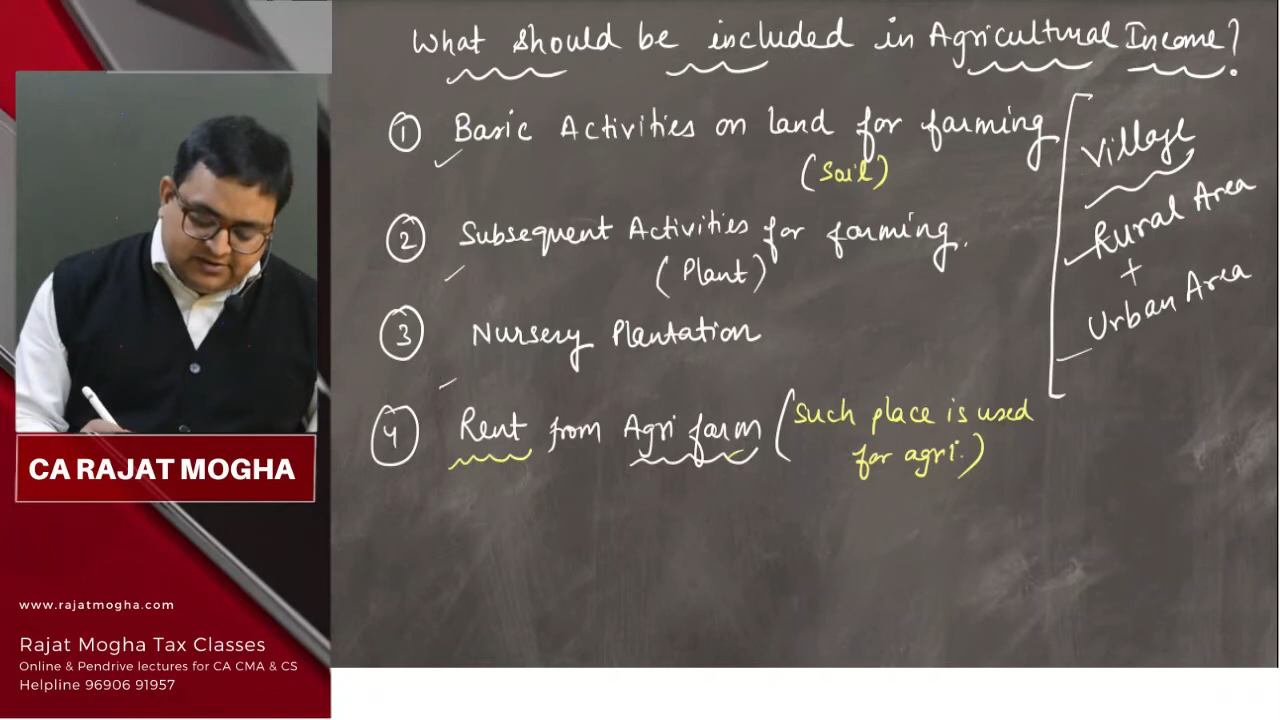 What should be included in Agricultural Income?
① Basic Activities on land for farming
(Soil)
② Subsequent Activities for farming.
(Plant)
③ Nursery Plantation
④ Rent from Agri farm (Such place is used
for agri.)
Village
Rural Area
+
Urban Area
CA RAJAT MOGHA
www.rajatmogha.com
Rajat Mogha Tax Classes
Online & Pendrive lectures for CA CMA & CS
Helpline 96906 91957